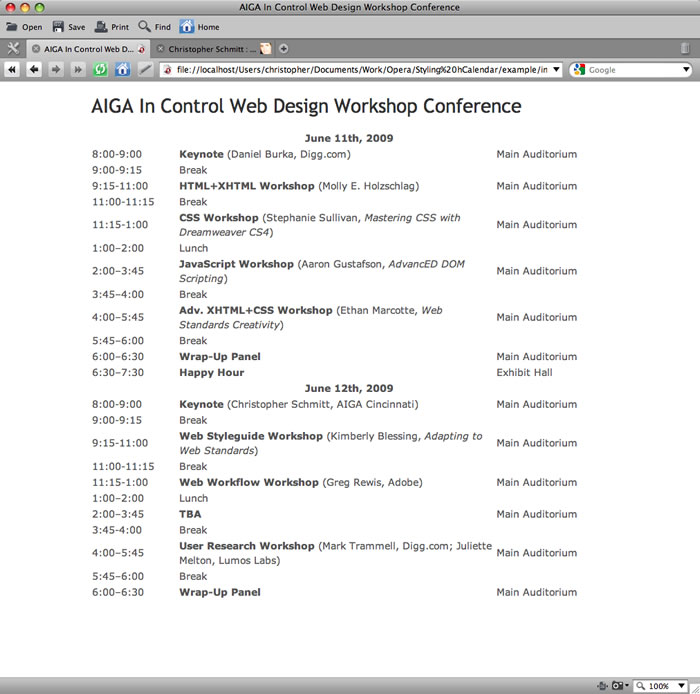 AIGA In Control Web Design Workshop Conference
Open Save Print Find Home
AIGA In Control Web D... Christopher Schmitt : ...
file://localhost/Users/christopher/Documents/Work/Opera/Styling%20hCalendar/example/in Google
AIGA In Control Web Design Workshop Conference
June 11th, 2009
8:00-9:00 Keynote (Daniel Burka, Digg.com) Main Auditorium
9:00-9:15 Break
9:15-11:00 HTML+XHTML Workshop (Molly E. Holzschlag) Main Auditorium
11:00-11:15 Break
11:15-1:00 CSS Workshop (Stephanie Sullivan, Mastering CSS with Main Auditorium
Dreamweaver CS4)
1:00–2:00 Lunch
2:00–3:45 JavaScript Workshop (Aaron Gustafson, AdvancED DOM Main Auditorium
Scripting)
3:45–4:00 Break
4:00–5:45 Adv. XHTML+CSS Workshop (Ethan Marcotte, Web Main Auditorium
Standards Creativity)
5:45–6:00 Break
6:00–6:30 Wrap-Up Panel Main Auditorium
6:30–7:30 Happy Hour Exhibit Hall
June 12th, 2009
8:00-9:00 Keynote (Christopher Schmitt, AIGA Cincinnati) Main Auditorium
9:00-9:15 Break
9:15-11:00 Web Styleguide Workshop (Kimberly Blessing, Adapting to Main Auditorium
Web Standards)
11:00-11:15 Break
11:15-1:00 Web Workflow Workshop (Greg Rewis, Adobe) Main Auditorium
1:00–2:00 Lunch
2:00–3:45 TBA Main Auditorium
3:45-4:00 Break
4:00–5:45 User Research Workshop (Mark Trammell, Digg.com; Juliette Main Auditorium
Melton, Lumos Labs)
5:45–6:00 Break
6:00–6:30 Wrap-Up Panel Main Auditorium
100%